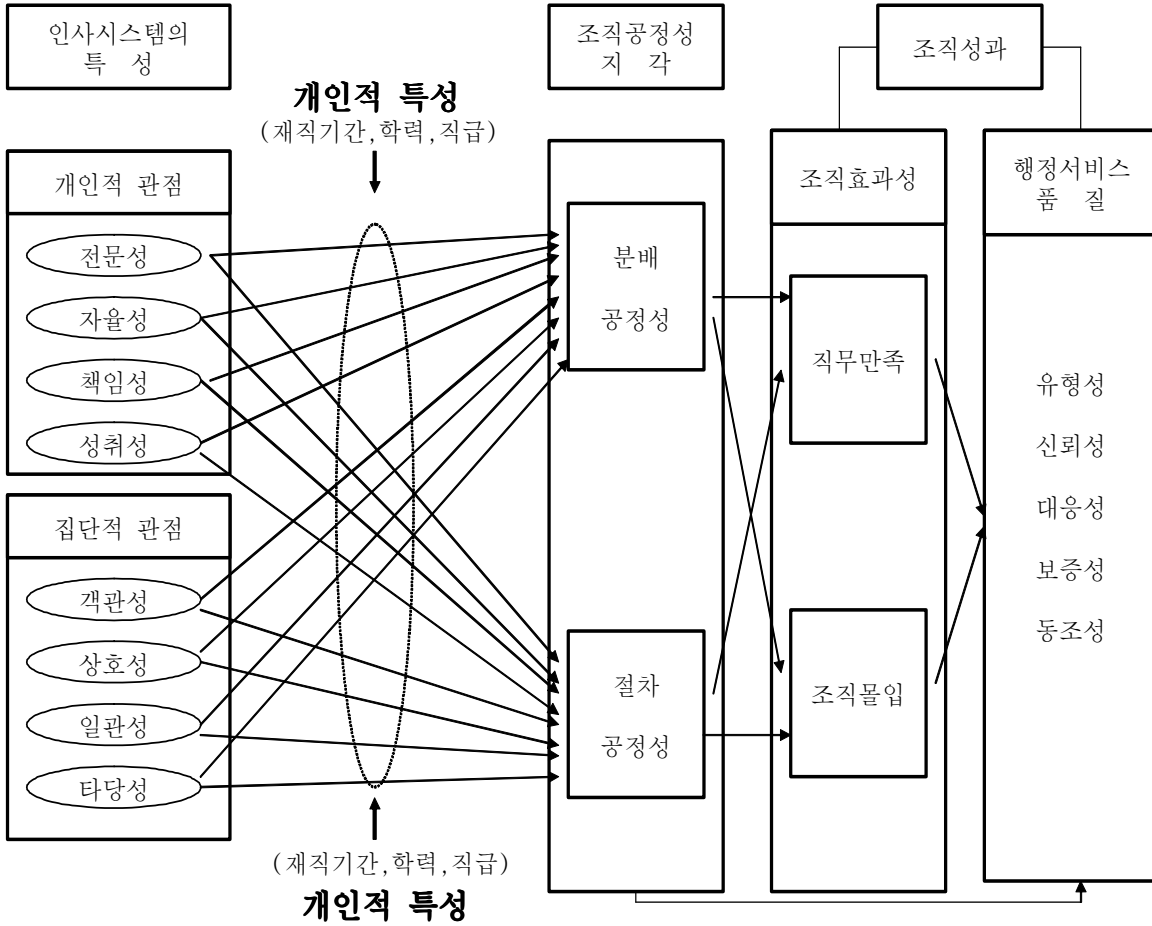 인사시스템의
특 성
조직공정성
지 각
조직성과
개인적 특성
(재직기간,학력,직급)
개인적 관점
전문성
자율성
책임성
성취성
집단적 관점
객관성
상호성
일관성
타당성
(재직기간,학력,직급)
개인적 특성
분배
공정성
절차
공정성
조직효과성
직무만족
조직몰입
행정서비스
품 질
유형성
신뢰성
대응성
보증성
동조성